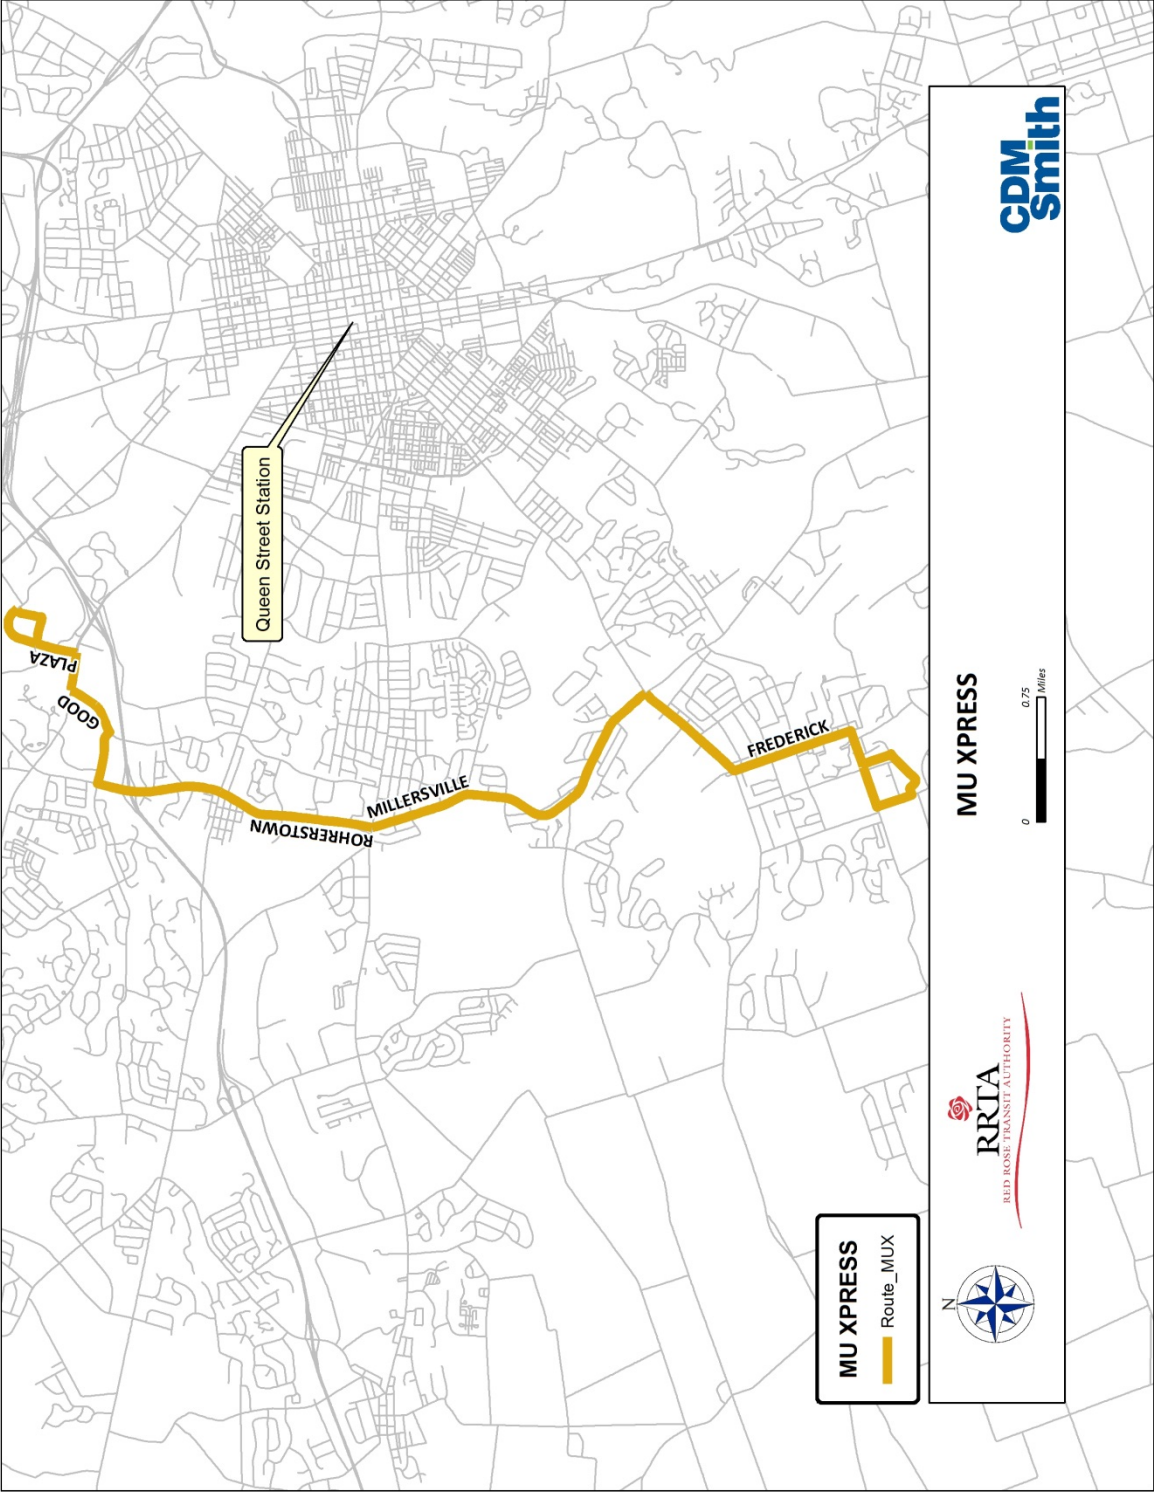 PLAZA
GOOD
Queen Street Station
ROHRERSTOWN
MILLERSVILLE
FREDERICK
MU XPRESS
Route_MUX
N
RRTA
RED ROSE TRANSIT AUTHORITY
MU XPRESS
0 0.75
Miles
CDM
Smith